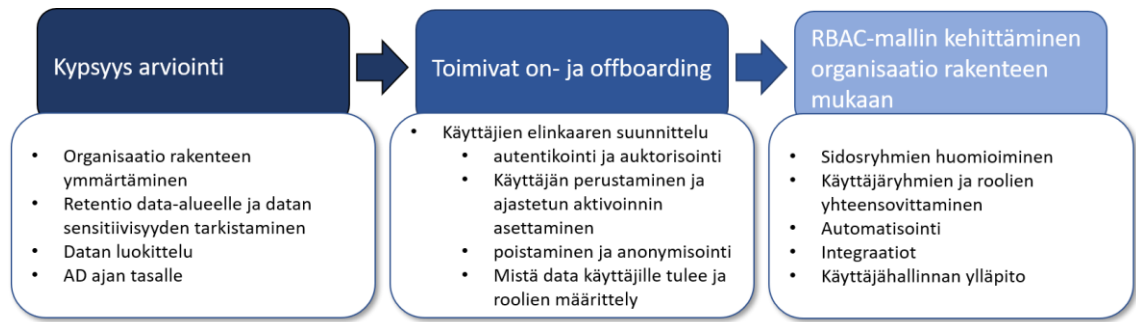 Kypsyys arviointi
• Organisaatio rakenteen
ymmärtäminen
• Retentio data-alueelle ja datan
sensitiivisyyden tarkistaminen
• Datan luokittelu
• AD ajan tasalle
Toimivat on- ja offboarding
• Käyttäjien elinkaaren suunnittelu
• autentikointi ja auktorisointi
• Käyttäjän perustaminen ja
ajastetun aktivoinnin
asettaminen
• poistaminen ja anonymisointi
• Mistä data käyttäjille tulee ja
roolien määrittely
RBAC-mallin kehittäminen
organisaatio rakenteen
mukaan
• Sidosryhmien huomioiminen
• Käyttäjäryhmien ja roolien
yhteensovittaminen
• Automatisointi
• Integraatiot
• Käyttäjähallinnan ylläpito